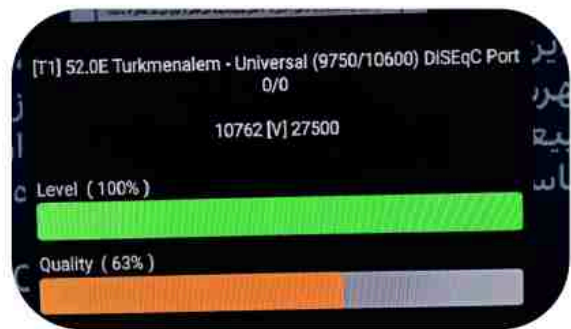 [T1] 52.0E Turkmenalem - Universal (9750/10600) DiSEqC Port
0/0
10762 [V] 27500
Level ( 100% )
Quality ( 63% )